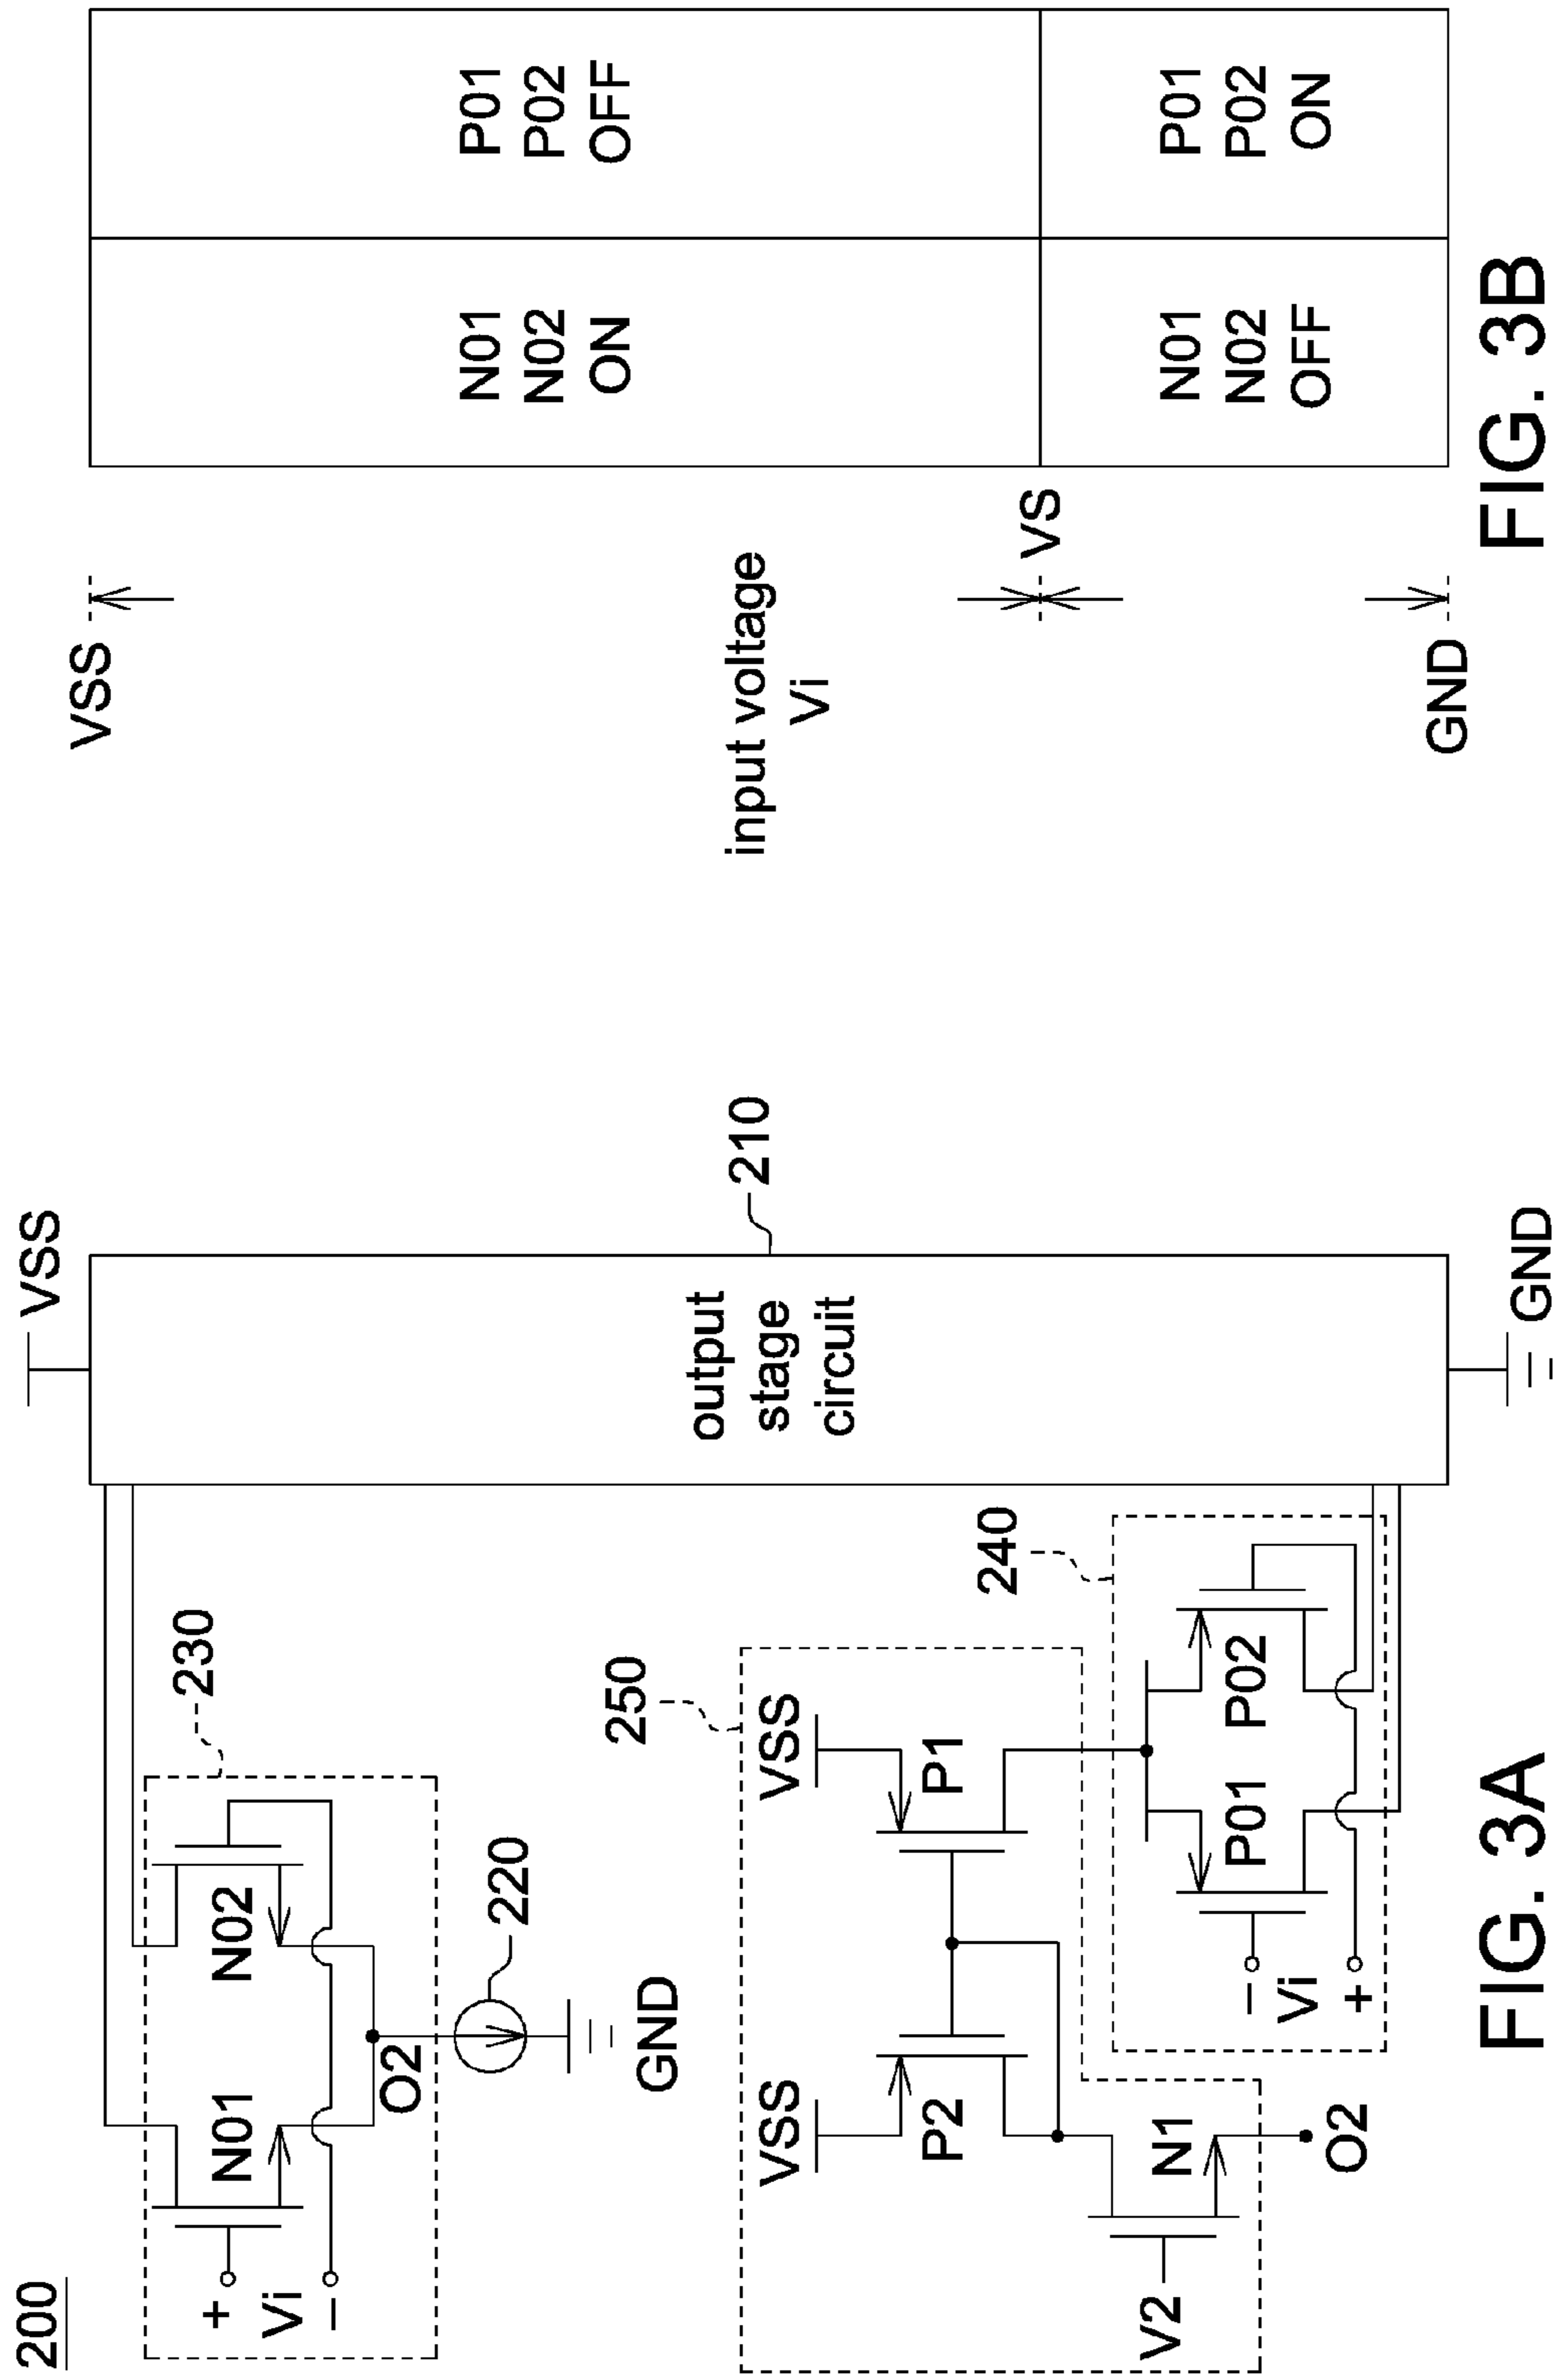 200
VSS
230
N01
N02
+
Vi
−
O2
220
GND
output
stage
circuit
210
250
VSS
VSS
P2
P1
240
V2
N1
O2
P01
P02
−
Vi
+
GND
FIG. 3A
VSS
input voltage
Vi
VS
GND
N01
N02
ON
P01
P02
OFF
N01
N02
OFF
P01
P02
ON
FIG. 3B